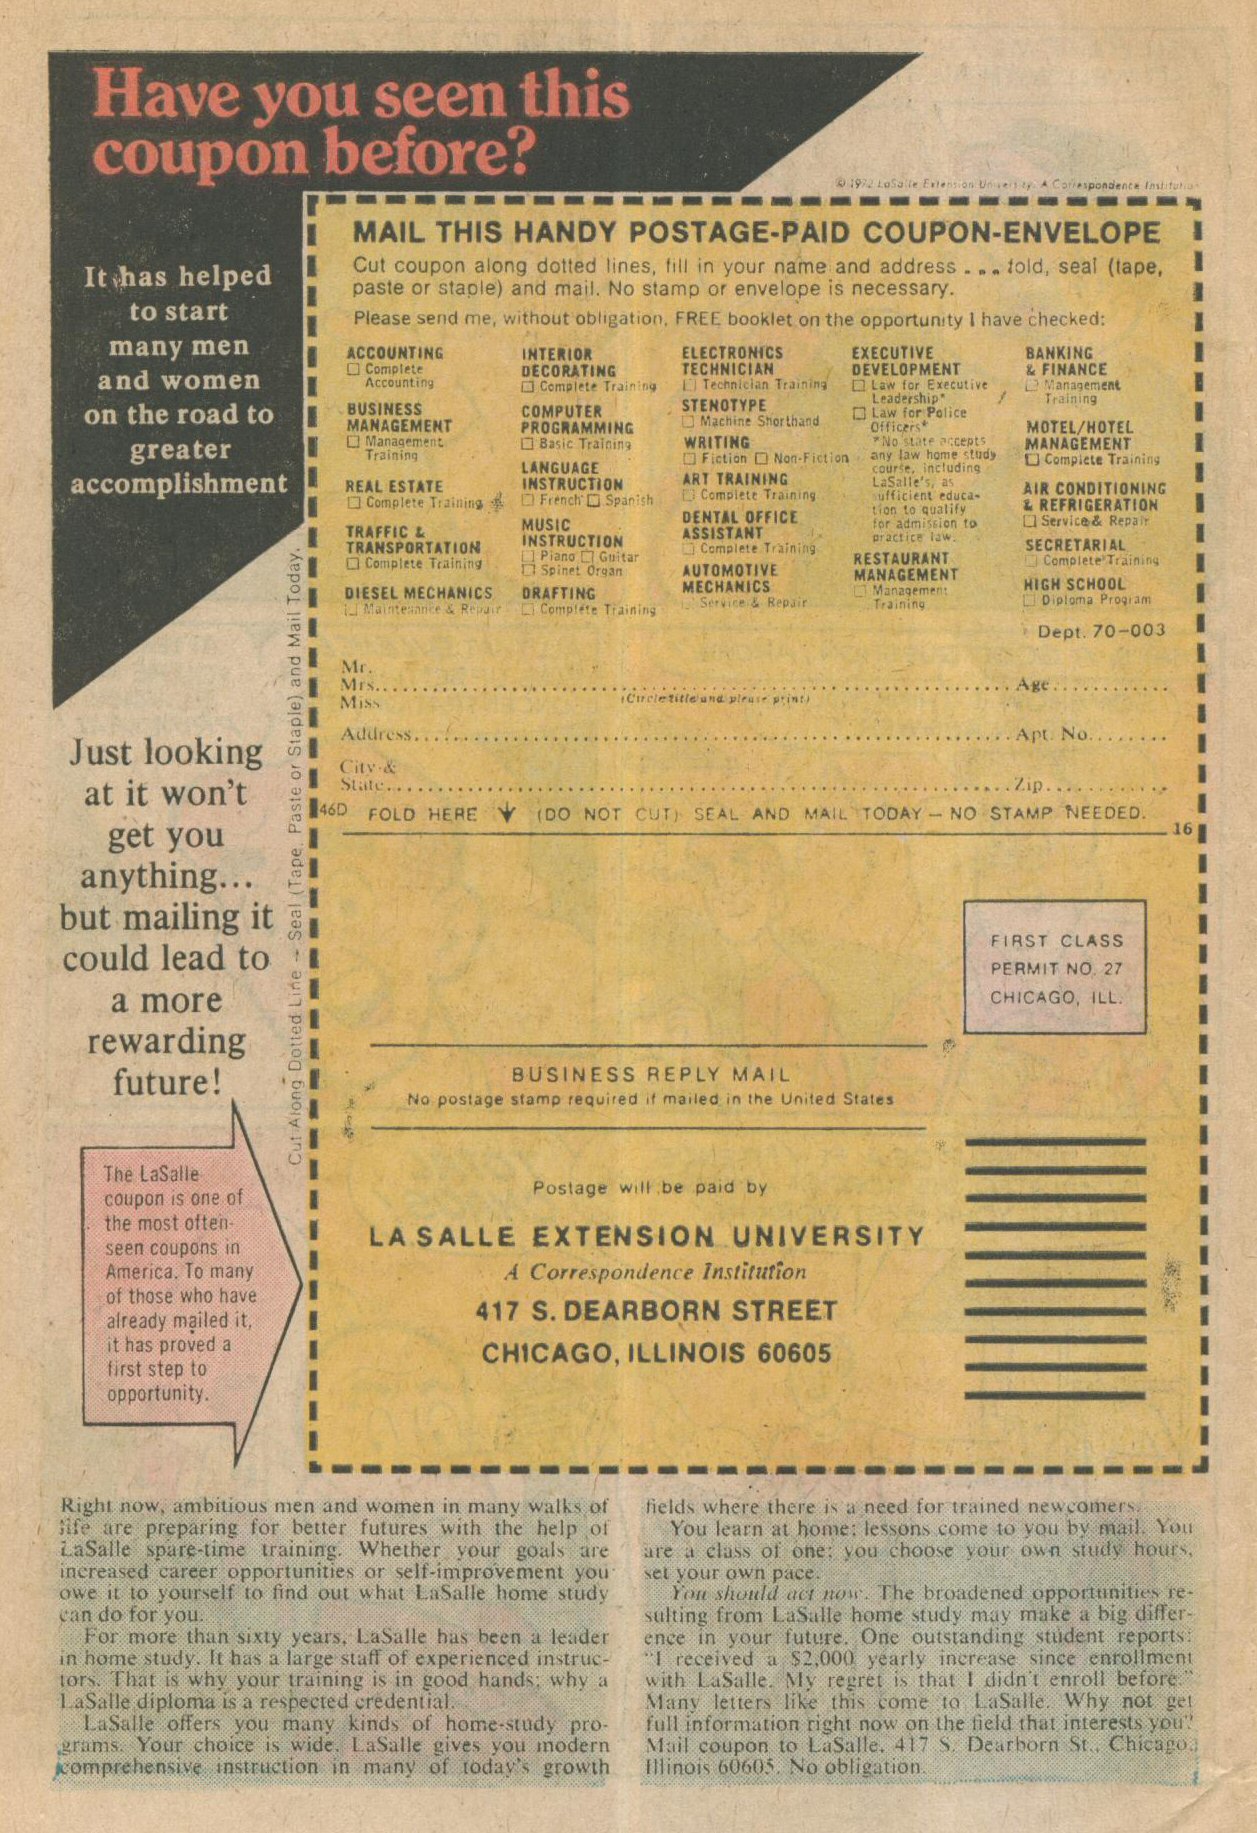 Have you seen this
coupon before?
© 1972 LaSalle Extension University. A Correspondence Institution
It has helped
to start
many men
and women
on the road to
greater
accomplishment
Just looking
at it won't
get you
anything...
but mailing it
could lead to
a more
rewarding
future!
The LaSalle
coupon is one of
the most often-
seen coupons in
America. To many
of those who have
already mailed it,
it has proved a
first step to
opportunity.
Cut Along Dotted Line — Seal (Tape, Paste or Staple) and Mail Today.
MAIL THIS HANDY POSTAGE-PAID COUPON-ENVELOPE
Cut coupon along dotted lines, fill in your name and address ... fold, seal (tape,
paste or staple) and mail. No stamp or envelope is necessary.
Please send me, without obligation, FREE booklet on the opportunity I have checked:
ACCOUNTING
Complete
Accounting
BUSINESS
MANAGEMENT
Management
Training
REAL ESTATE
Complete Training
TRAFFIC &
TRANSPORTATION
Complete Training
DIESEL MECHANICS
Maintenance & Repair
INTERIOR
DECORATING
Complete Training
COMPUTER
PROGRAMMING
Basic Training
LANGUAGE
INSTRUCTION
French Spanish
MUSIC
INSTRUCTION
Piano Guitar
Spinet Organ
DRAFTING
Complete Training
ELECTRONICS
TECHNICIAN
Technician Training
STENOTYPE
Machine Shorthand
WRITING
Fiction Non-Fiction
ART TRAINING
Complete Training
DENTAL OFFICE
ASSISTANT
Complete Training
AUTOMOTIVE
MECHANICS
Service & Repair
EXECUTIVE
DEVELOPMENT
Law for Executive
Leadership*
Law for Police
Officers*
*No state accepts
any law home study
course, including
LaSalle's, as
sufficient educa-
tion to qualify
for admission to
practice law.
RESTAURANT
MANAGEMENT
Management
Training
BANKING
& FINANCE
Management
Training
MOTEL/HOTEL
MANAGEMENT
Complete Training
AIR CONDITIONING
& REFRIGERATION
Service & Repair
SECRETARIAL
Complete Training
HIGH SCHOOL
Diploma Program
Dept. 70-003
Mr.
Mrs. Age
Miss (Circle title and please print)
Address Apt. No.
City &
State Zip
46D FOLD HERE (DO NOT CUT) SEAL AND MAIL TODAY — NO STAMP NEEDED.
16
FIRST CLASS
PERMIT NO. 27
CHICAGO, ILL.
BUSINESS REPLY MAIL
No postage stamp required if mailed in the United States
Postage will be paid by
LA SALLE EXTENSION UNIVERSITY
A Correspondence Institution
417 S. DEARBORN STREET
CHICAGO, ILLINOIS 60605
Right now, ambitious men and women in many walks of
life are preparing for better futures with the help of
LaSalle spare-time training. Whether your goals are
increased career opportunities or self-improvement you
owe it to yourself to find out what LaSalle home study
can do for you.
For more than sixty years, LaSalle has been a leader
in home study. It has a large staff of experienced instruc-
tors. That is why your training is in good hands; why a
LaSalle diploma is a respected credential.
LaSalle offers you many kinds of home-study pro-
grams. Your choice is wide. LaSalle gives you modern
comprehensive instruction in many of today's growth
fields where there is a need for trained newcomers.
You learn at home; lessons come to you by mail. You
are a class of one; you choose your own study hours,
set your own pace.
You should act now. The broadened opportunities re-
sulting from LaSalle home study may make a big differ-
ence in your future. One outstanding student reports:
"I received a $2,000 yearly increase since enrollment
with LaSalle. My regret is that I didn't enroll before."
Many letters like this come to LaSalle. Why not get
full information right now on the field that interests you?
Mail coupon to LaSalle, 417 S. Dearborn St., Chicago,
Illinois 60605. No obligation.